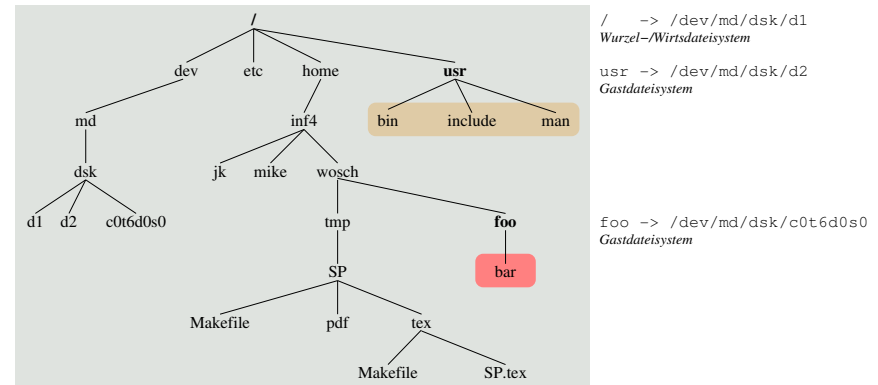 /
/ -> /dev/md/dsk/d1
Wurzel-/Wirtsdateisystem
dev etc home usr
usr -> /dev/md/dsk/d2
Gastdateisystem
md inf4 bin include man
dsk jk mike wosch
d1 d2 c0t6d0s0 tmp foo
foo -> /dev/md/dsk/c0t6d0s0
Gastdateisystem
SP bar
Makefile pdf tex
Makefile SP.tex